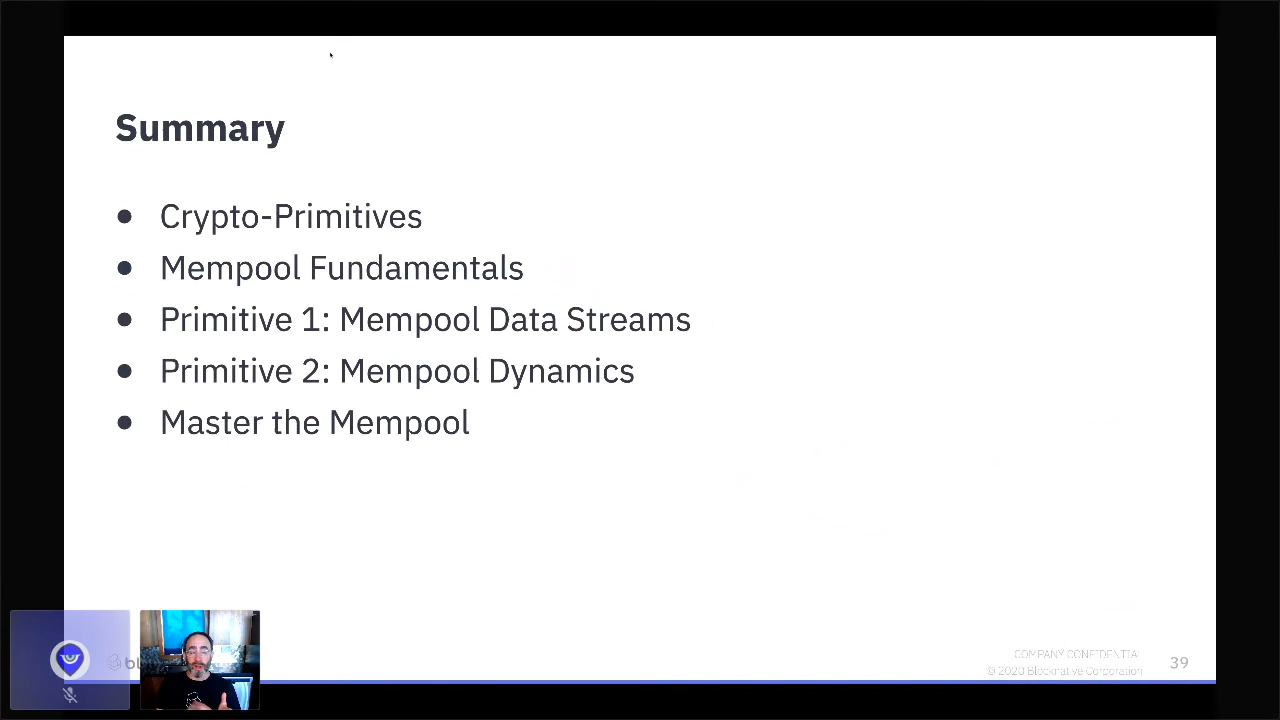 Summary
● Crypto-Primitives
● Mempool Fundamentals
● Primitive 1: Mempool Data Streams
● Primitive 2: Mempool Dynamics
● Master the Mempool
COMPANY CONFIDENTIAL
© 2020 Blocknative Corporation
39